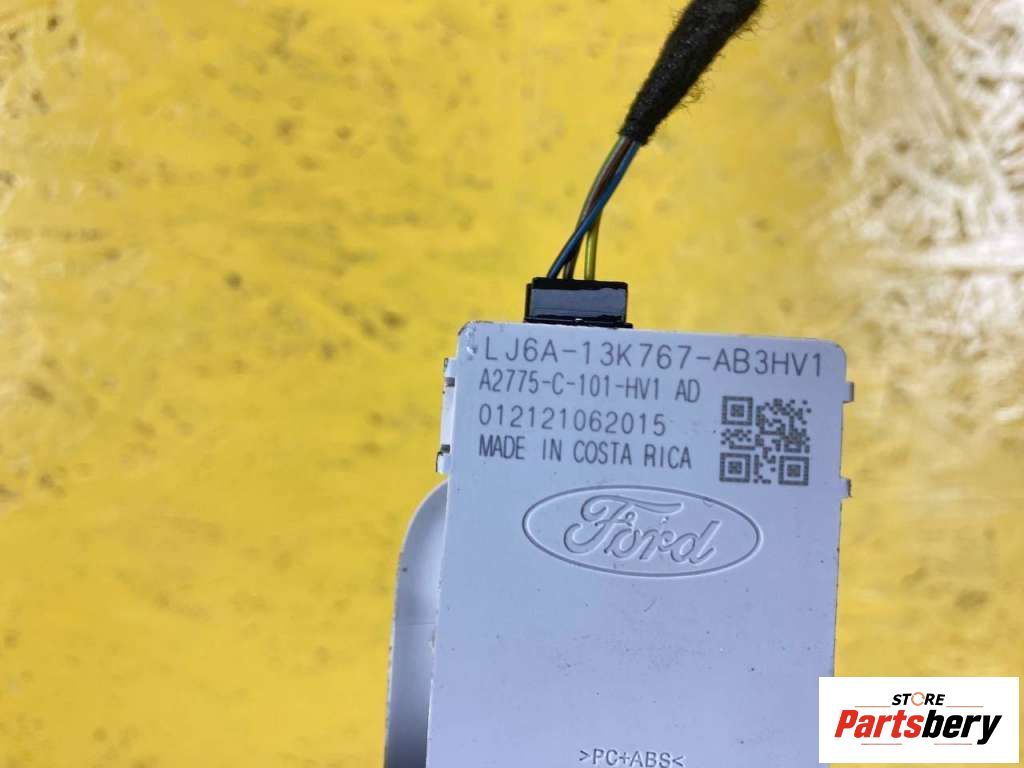 LJ6A-13K767-AB3HV1
A2775-C-101-HV1 AD
012121062015
MADE IN COSTA RICA
Ford
>PC+ABS<
STORE
Partsbery